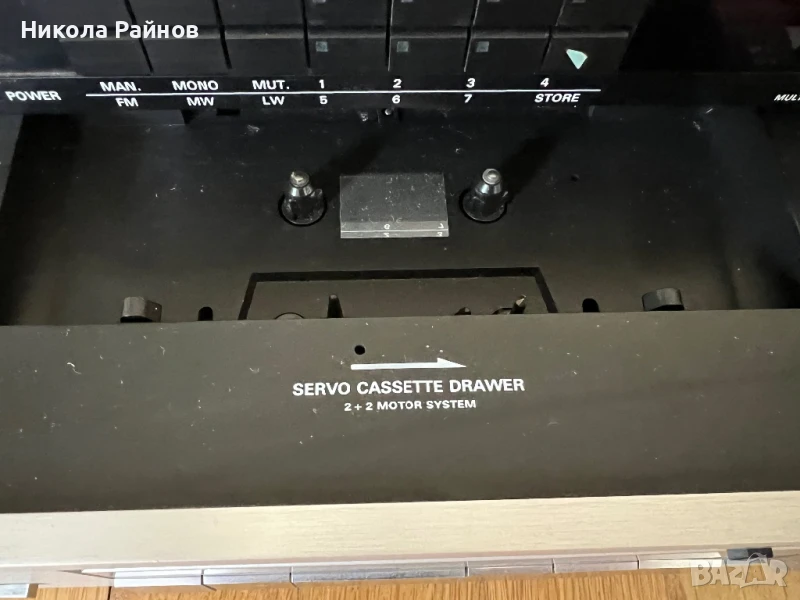 Никола Райнов
POWER MAN. MONO MUT. 1 2 3 4
FM MW LW 5 6 7 STORE
SERVO CASSETTE DRAWER
2+2 MOTOR SYSTEM
BAZAR